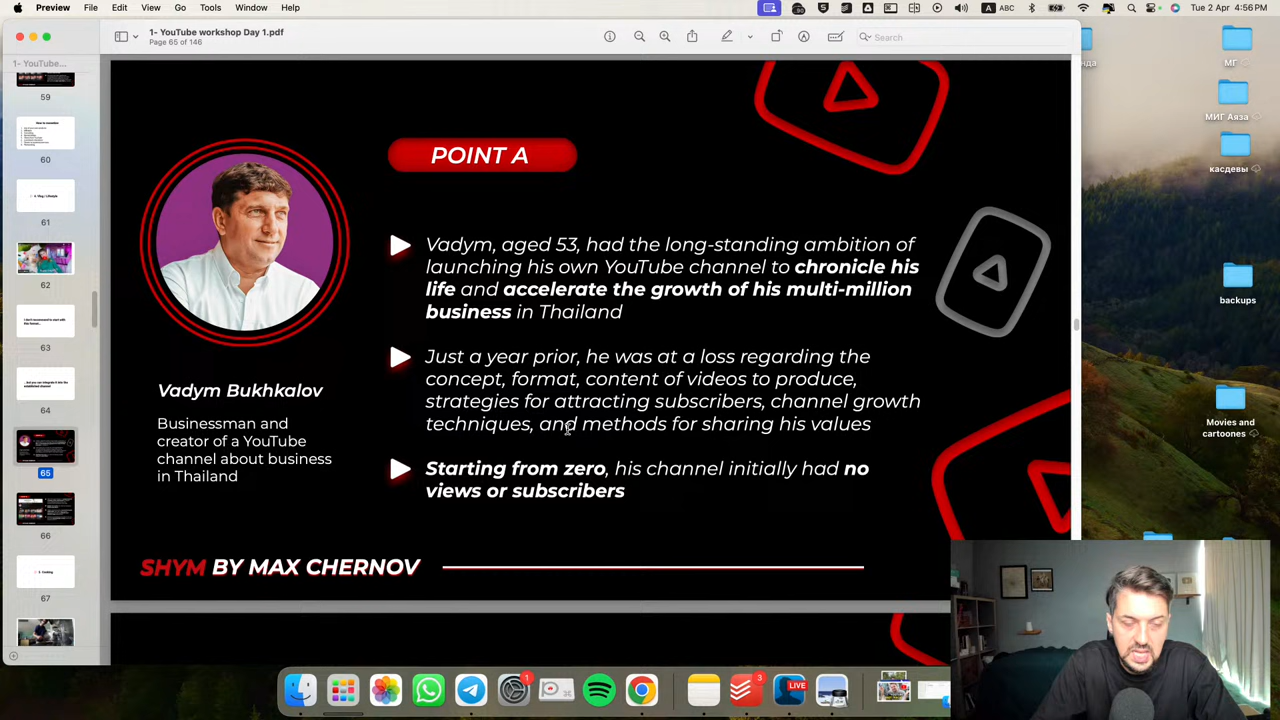 Preview File Edit View Go Tools Window Help
ABC
Tue 2 Apr 4:56 PM
1- YouTube workshop Day 1.pdf
Page 65 of 146
Search
1- YouTube...
59
60
61
62
63
64
65
66
67
POINT A
Vadym, aged 53, had the long-standing ambition of
launching his own YouTube channel to chronicle his
life and accelerate the growth of his multi-million
business in Thailand
Just a year prior, he was at a loss regarding the
concept, format, content of videos to produce,
strategies for attracting subscribers, channel growth
techniques, and methods for sharing his values
Starting from zero, his channel initially had no
views or subscribers
Vadym Bukhkalov
Businessman and
creator of a YouTube
channel about business
in Thailand
SHYM BY MAX CHERNOV
МГ
МИГ Аяза
касдевы
backups
Movies and
cartoones
1
3
LIVE